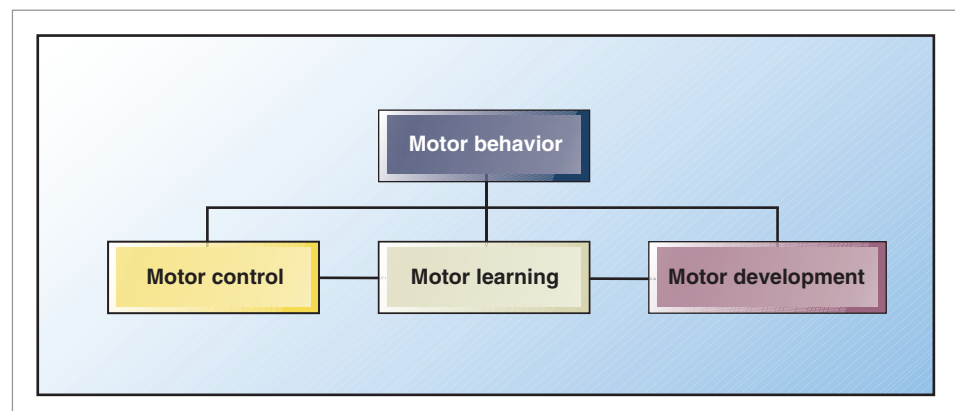 Motor behavior
Motor control
Motor learning
Motor development